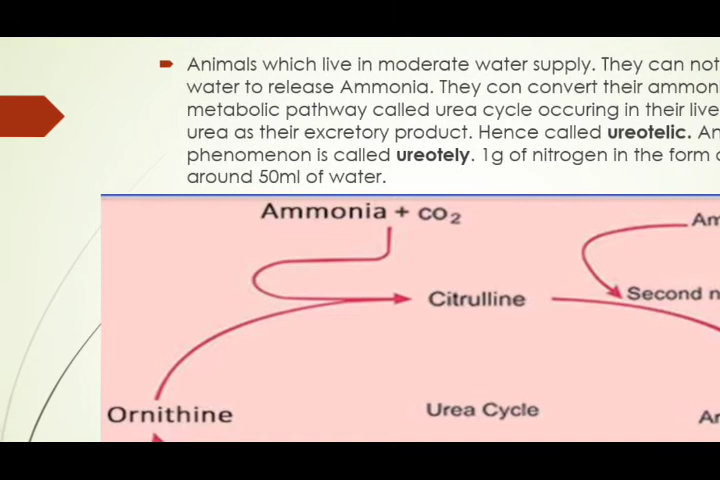 Animals which live in moderate water supply. They can not
water to release Ammonia. They con convert their ammon
metabolic pathway called urea cycle occuring in their live
urea as their excretory product. Hence called ureotelic. An
phenomenon is called ureotely. 1g of nitrogen in the form o
around 50ml of water.
Ammonia + CO2
Am
Citrulline
Second n
Ornithine
Urea Cycle
Ar